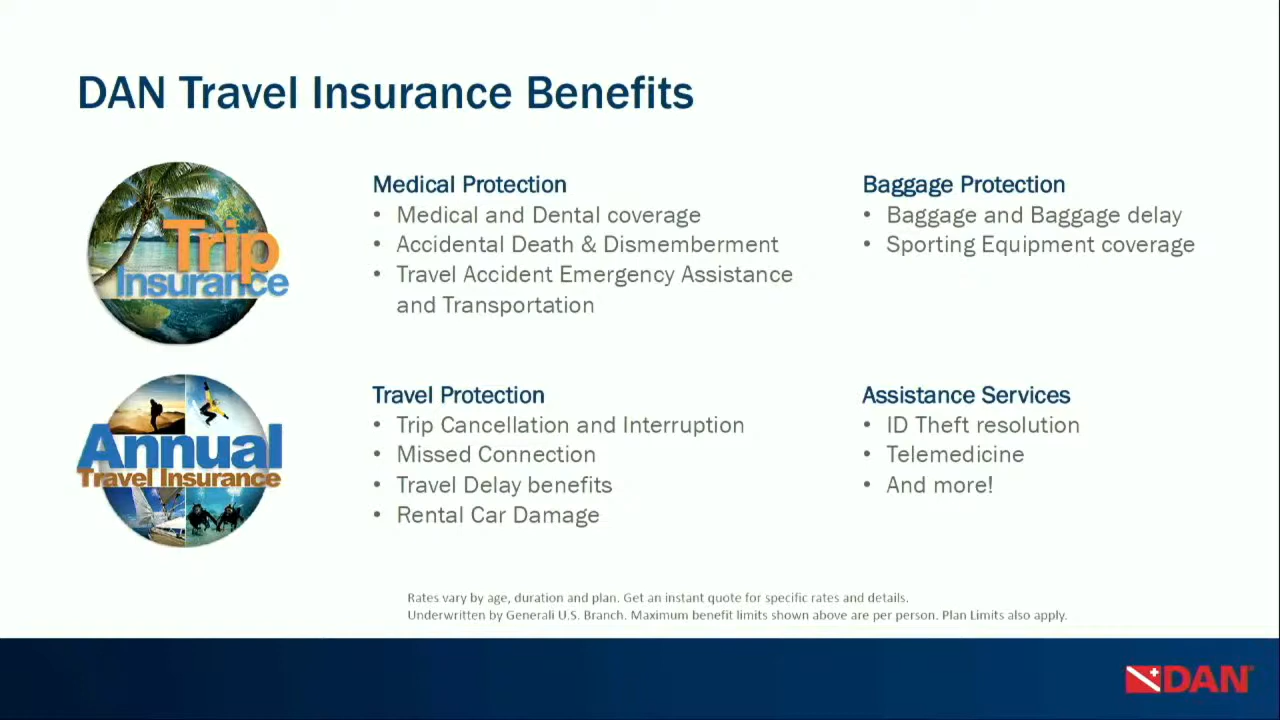 DAN Travel Insurance Benefits
Trip
Insurance
Medical Protection
• Medical and Dental coverage
• Accidental Death & Dismemberment
• Travel Accident Emergency Assistance
and Transportation
Baggage Protection
• Baggage and Baggage delay
• Sporting Equipment coverage
Annual
Travel Insurance
Travel Protection
• Trip Cancellation and Interruption
• Missed Connection
• Travel Delay benefits
• Rental Car Damage
Assistance Services
• ID Theft resolution
• Telemedicine
• And more!
Rates vary by age, duration and plan. Get an instant quote for specific rates and details.
Underwritten by Generali U.S. Branch. Maximum benefit limits shown above are per person. Plan Limits also apply.
DAN